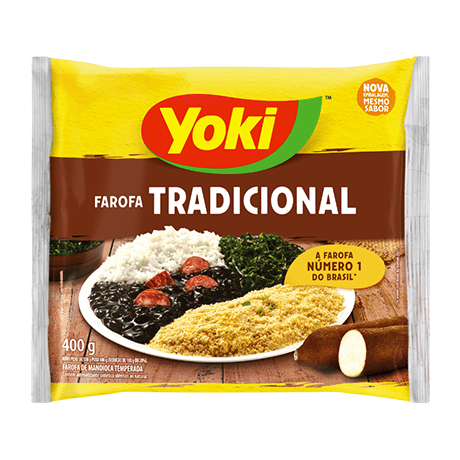 NOVA
EMBALAGEM,
MESMO
SABOR
Yoki
™
FAROFA TRADICIONAL
A FAROFA
NÚMERO 1
DO BRASIL*
400 g
FAROFA DE MANDIOCA TEMPERADA